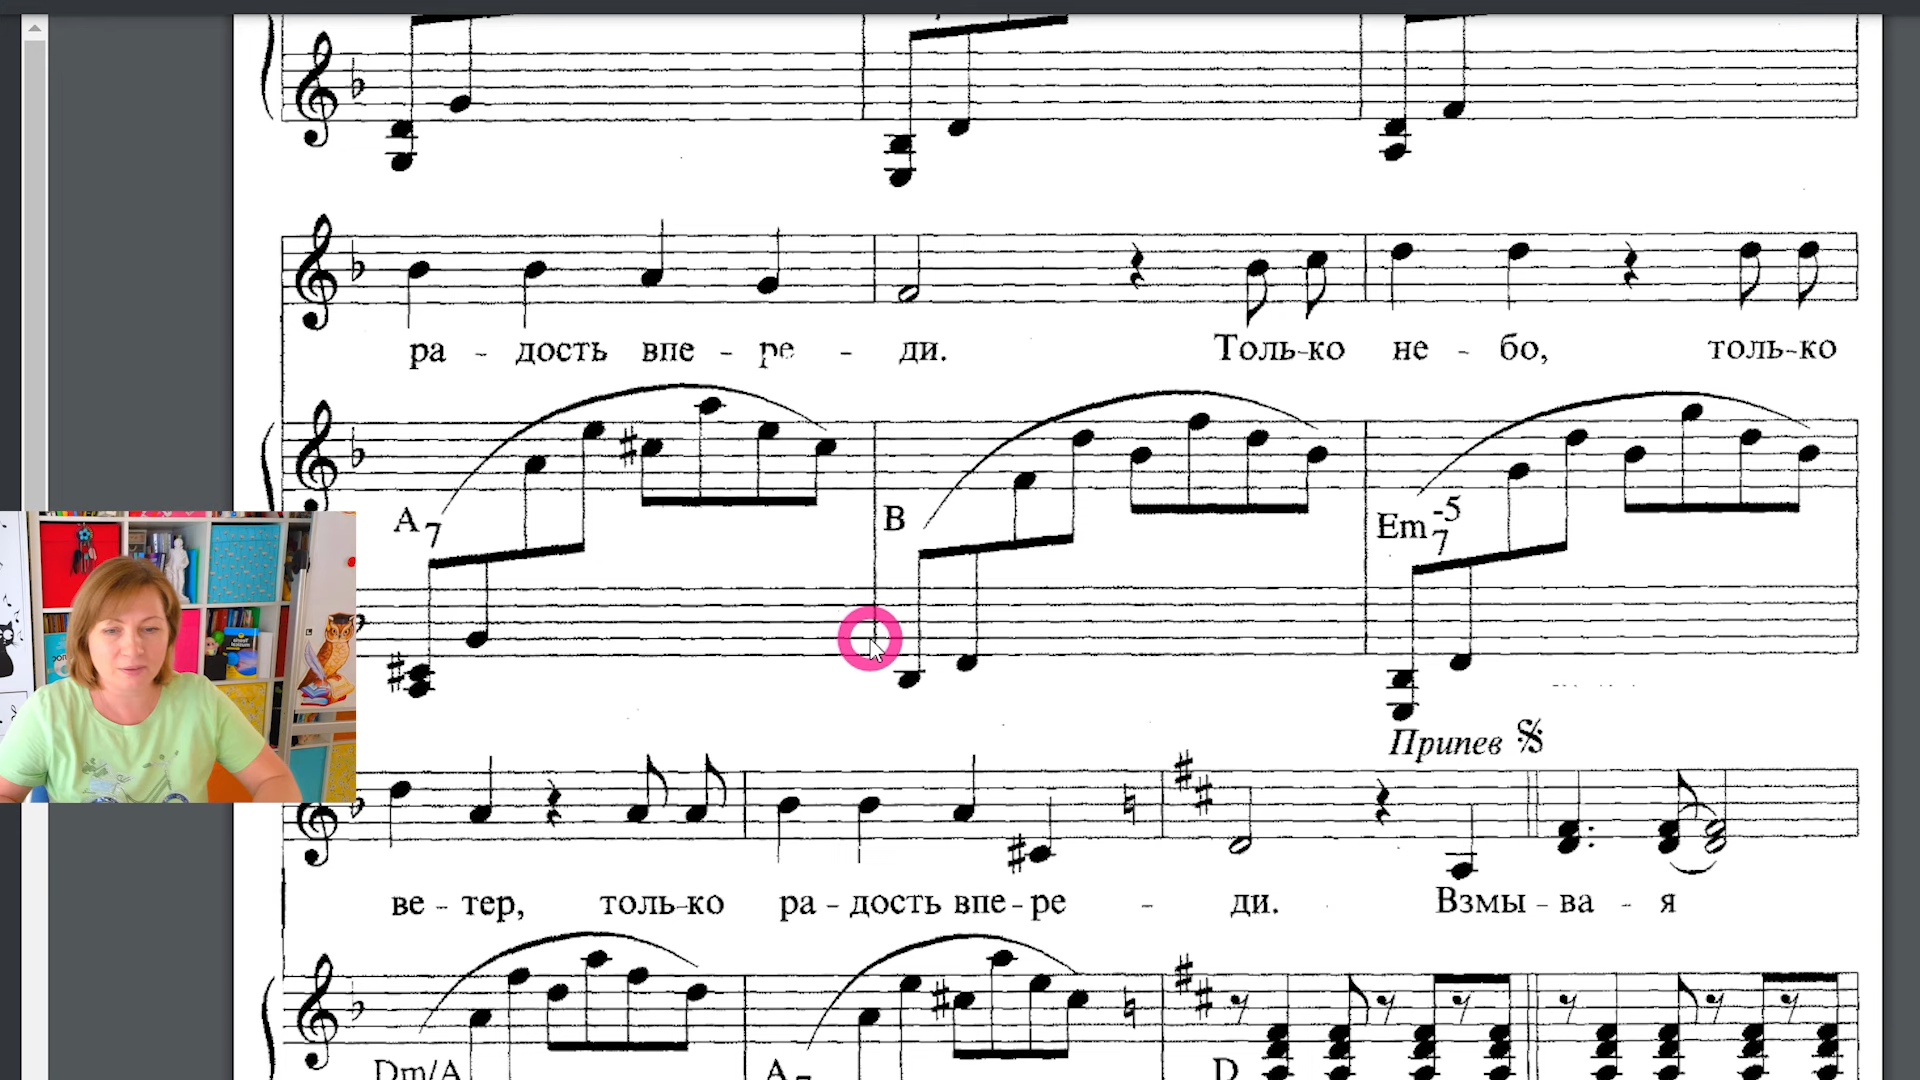 ра - дость впе - ре - ди. Толь-ко не - бо, толь-ко
A7 B Em7-5
Припев
ве - тер, толь-ко ра - дость впе - ре - ди. Взмы - ва - я
Dm/A A7 D